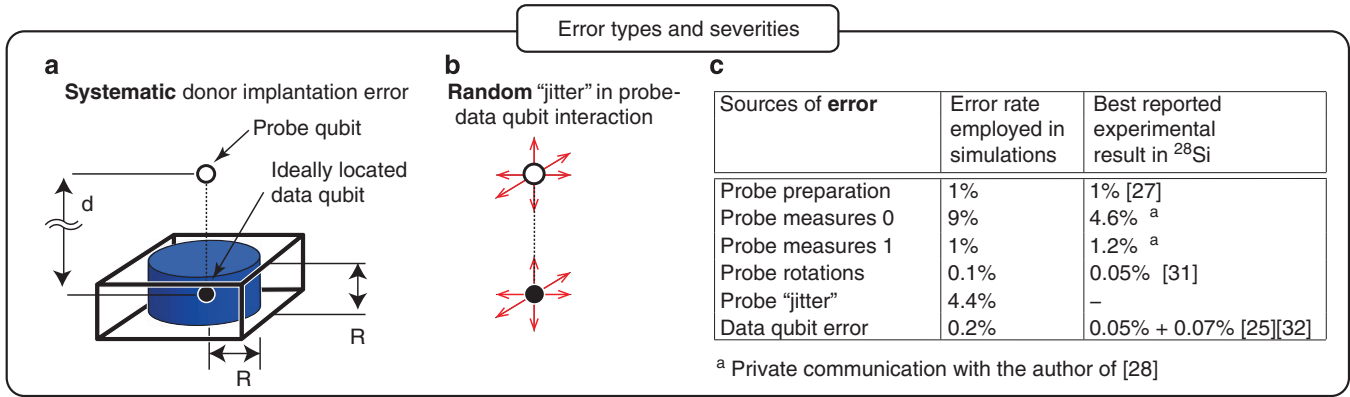 Error types and severities
a
Systematic donor implantation error
Probe qubit
Ideally located
data qubit
d
R
R
b
Random “jitter” in probe-
data qubit interaction
c
Sources of error
Error rate
employed in
simulations
Best reported
experimental
result in 28Si
Probe preparation 1% 1% [27]
Probe measures 0 9% 4.6% a
Probe measures 1 1% 1.2% a
Probe rotations 0.1% 0.05% [31]
Probe “jitter” 4.4% –
Data qubit error 0.2% 0.05% + 0.07% [25][32]
a Private communication with the author of [28]